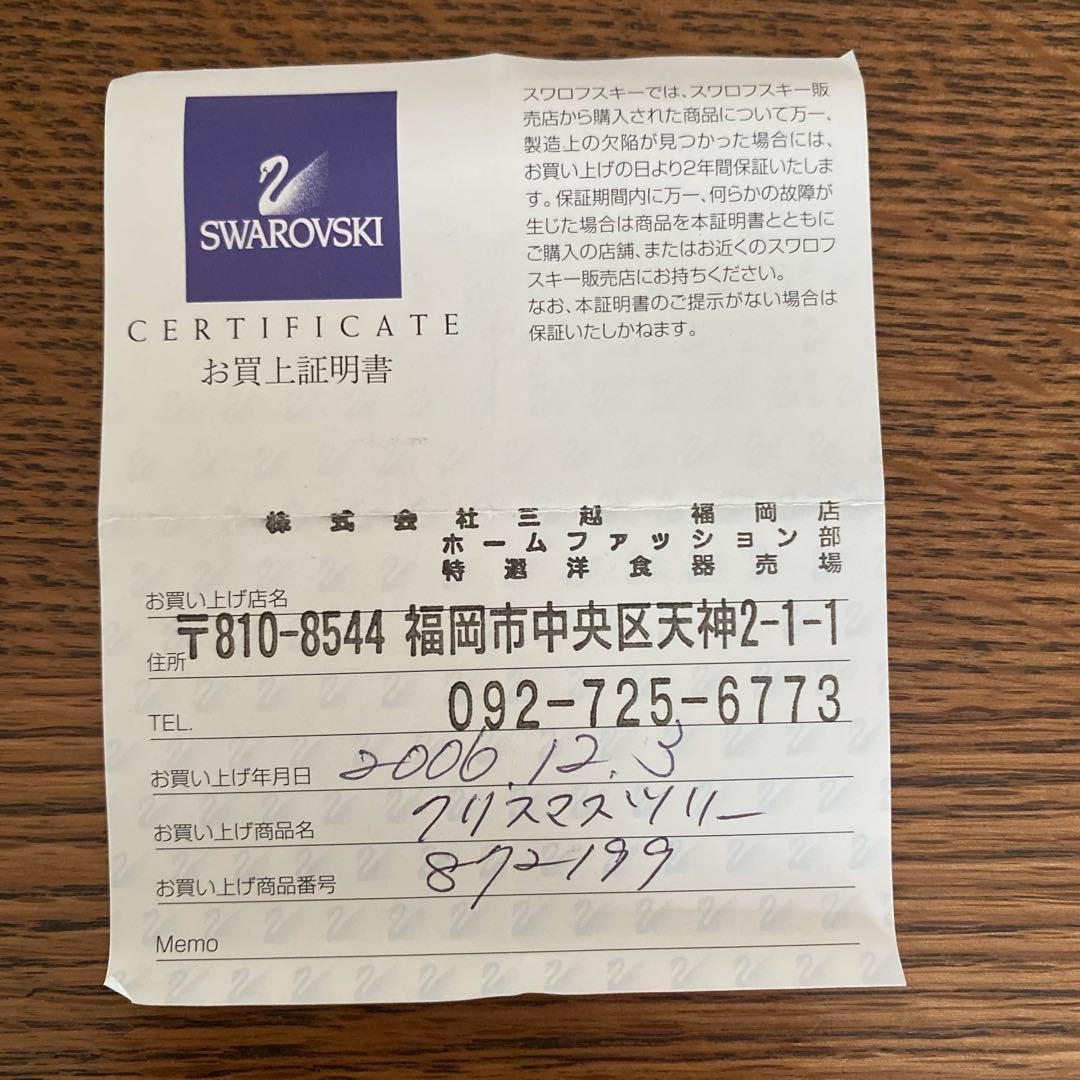 SWAROVSKI
CERTIFICATE
お買上証明書
スワロフスキーでは、スワロフスキー販
売店から購入された商品について万一、
製造上の欠陥が見つかった場合には、
お買い上げの日より2年間保証いたしま
す。保証期間内に万一、何らかの故障が
生じた場合は商品を本証明書とともに
ご購入の店舗、またはお近くのスワロフ
スキー販売店にお持ちください。
なお、本証明書のご提示がない場合は
保証いたしかねます。
株式会社三越 福岡店
ホームファッション部
特選洋食器売場
お買い上げ店名
住所 〒810-8544 福岡市中央区天神2-1-1
TEL. 092-725-6773
お買い上げ年月日 2006.12.3
お買い上げ商品名 クリスマスツリー
お買い上げ商品番号 872199
Memo